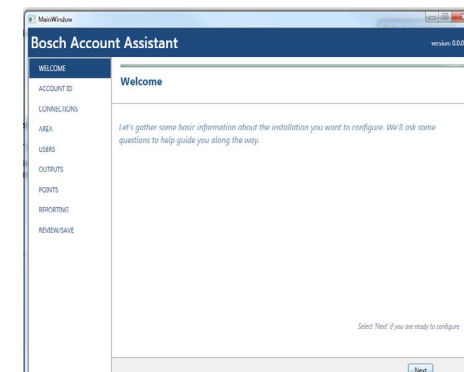 MainWindow
Bosch Account Assistant
version: 0.0.0
WELCOME
ACCOUNT ID
CONNECTIONS
AREA
USERS
OUTPUTS
POINTS
REPORTING
REVIEW/SAVE
Welcome
Let's gather some basic information about the installation you want to configure. We'll ask some
questions to help guide you along the way.
Select 'Next' if you are ready to configure
Next